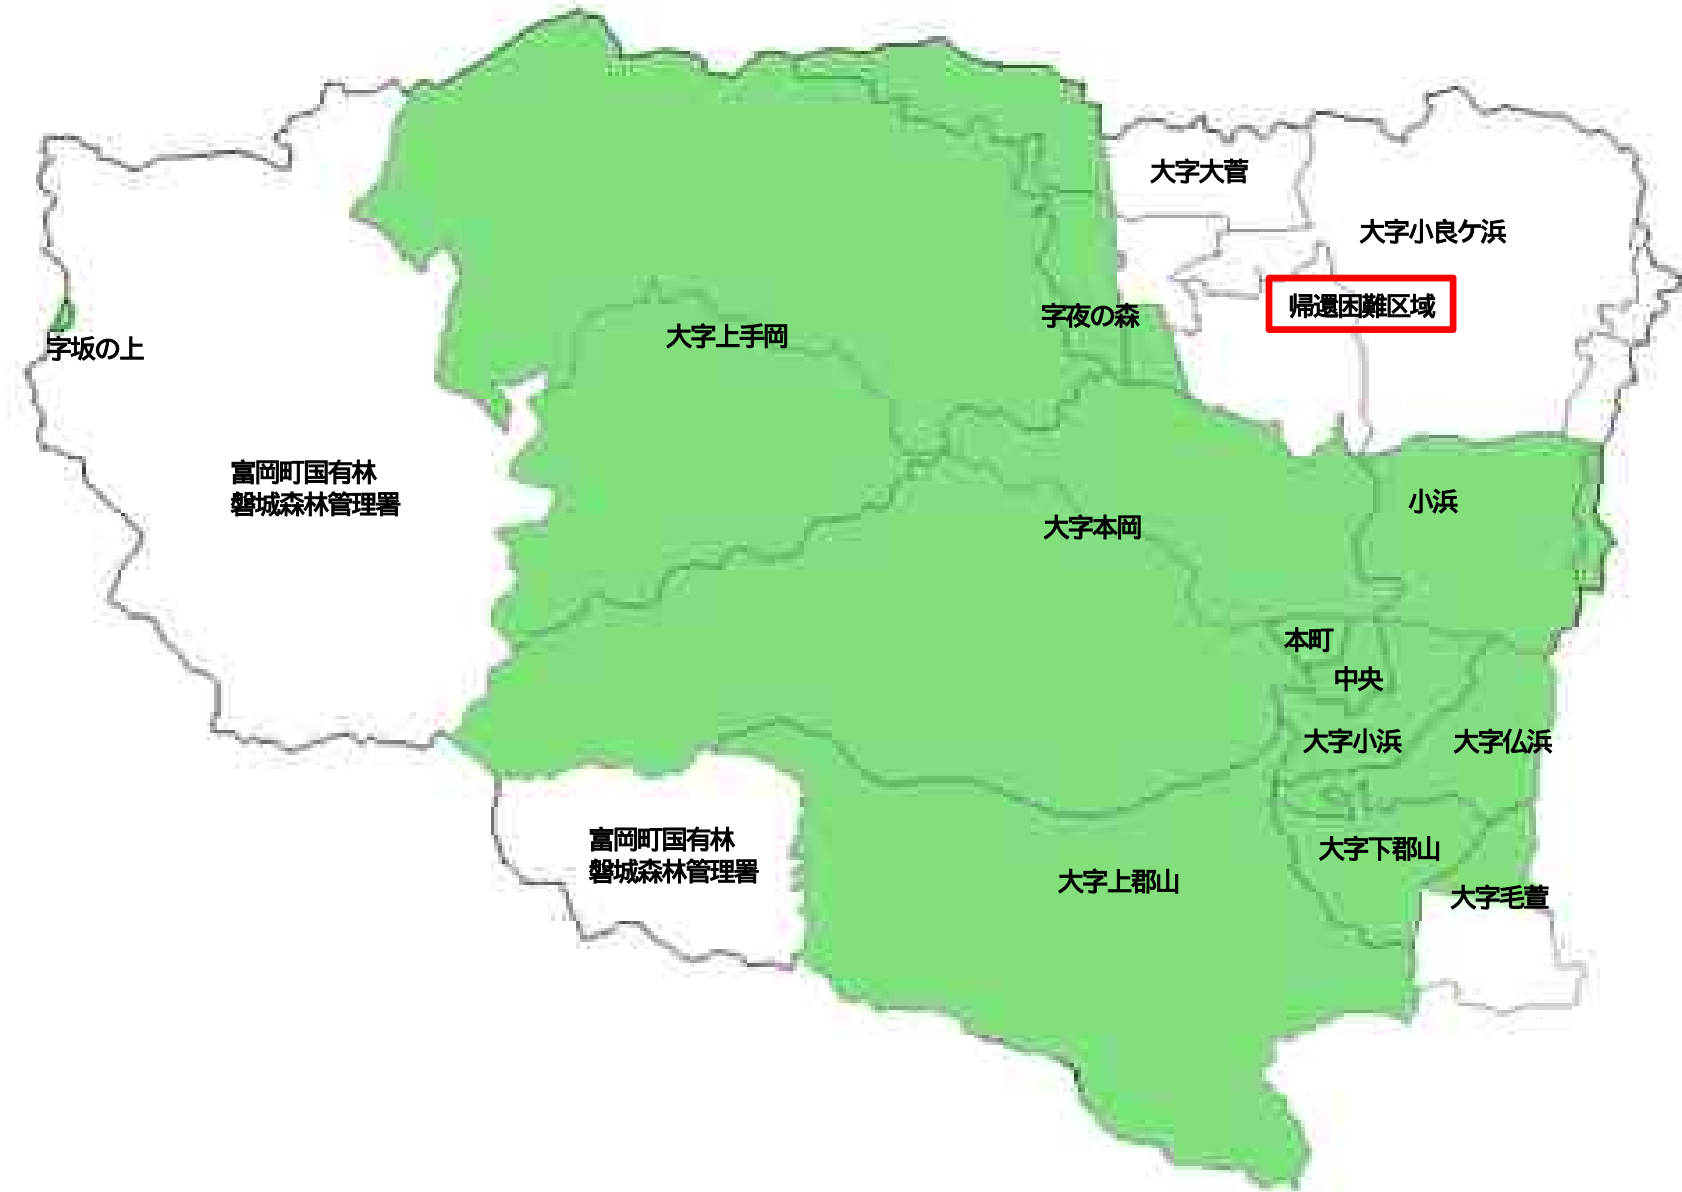 大字大菅
大字小良ケ浜
帰還困難区域
字夜の森
大字上手岡
字坂の上
富岡町国有林
磐城森林管理署
小浜
大字本岡
本町
中央
大字小浜
大字仏浜
富岡町国有林
磐城森林管理署
大字下郡山
大字上郡山
大字毛萱